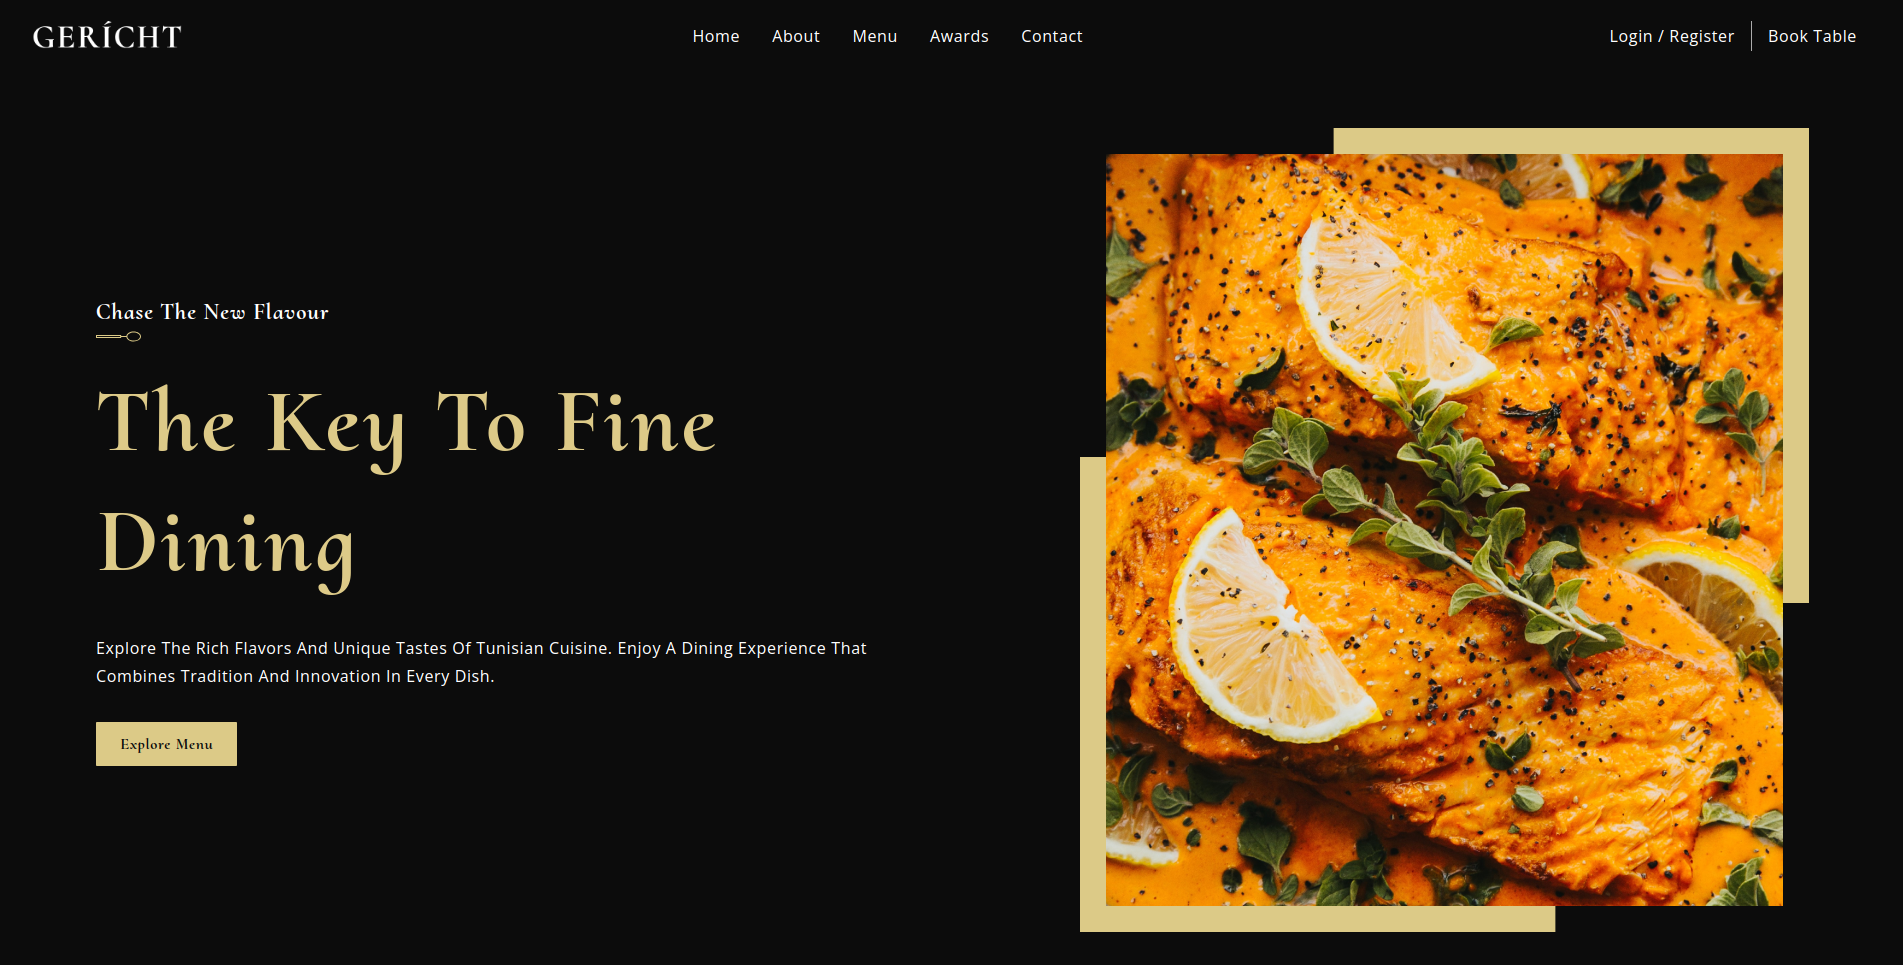 GERÍCHT
Home About Menu Awards Contact
Login / Register Book Table
Chase The New Flavour
The Key To Fine
Dining
Explore The Rich Flavors And Unique Tastes Of Tunisian Cuisine. Enjoy A Dining Experience That
Combines Tradition And Innovation In Every Dish.
Explore Menu